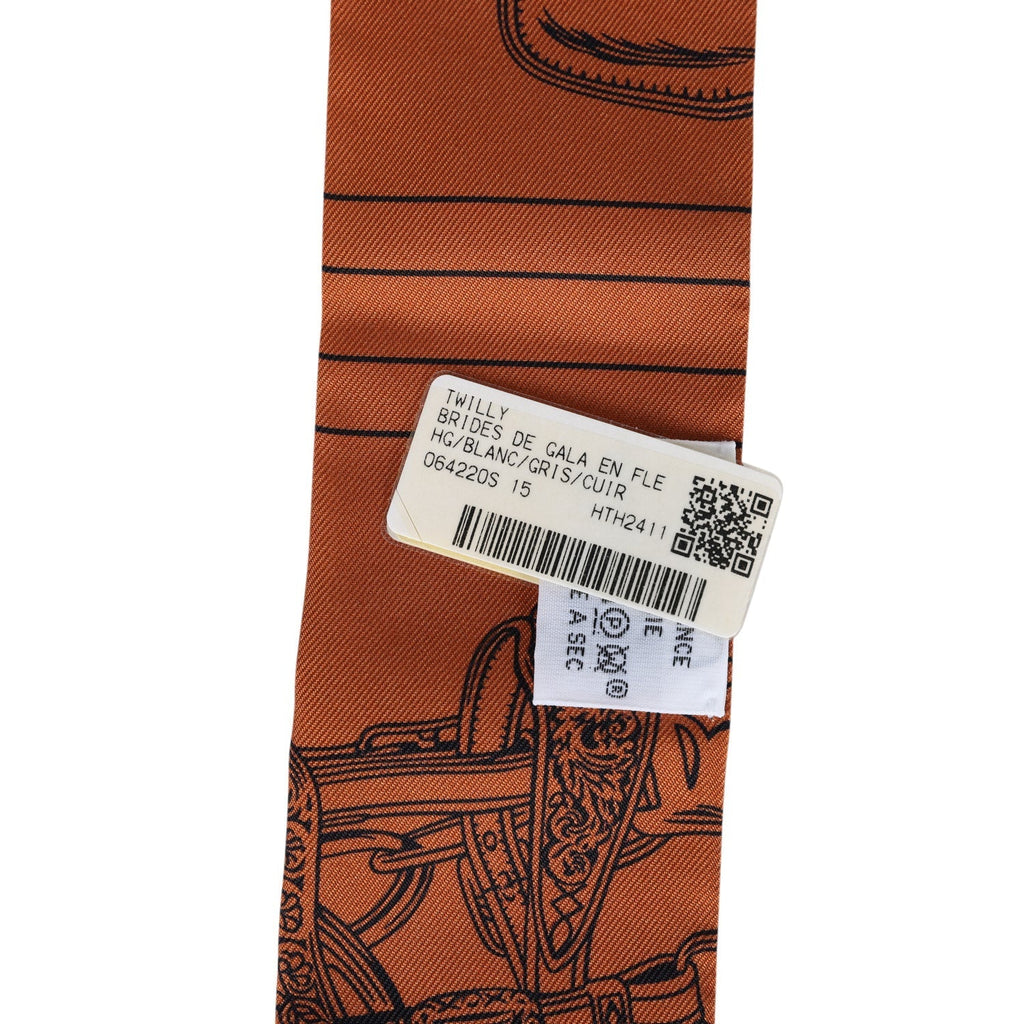 TWILLY
BRIDES DE GALA EN FLE
HG/BLANC/GRIS/CUIR
064220S 15
HTH2411
A SEC